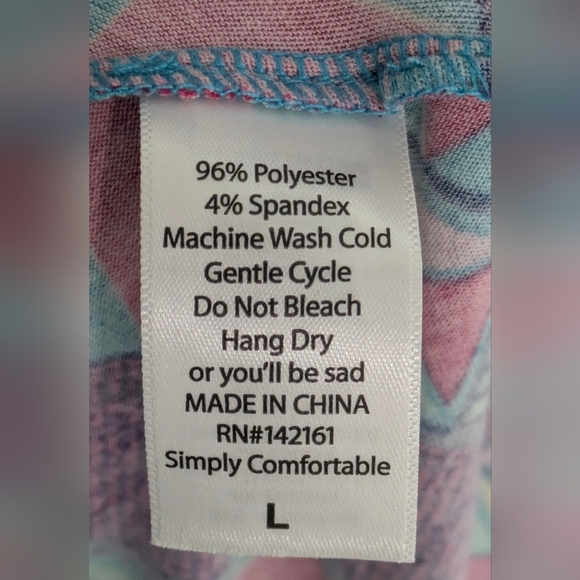 96% Polyester
4% Spandex
Machine Wash Cold
Gentle Cycle
Do Not Bleach
Hang Dry
or you'll be sad
MADE IN CHINA
RN#142161
Simply Comfortable
L